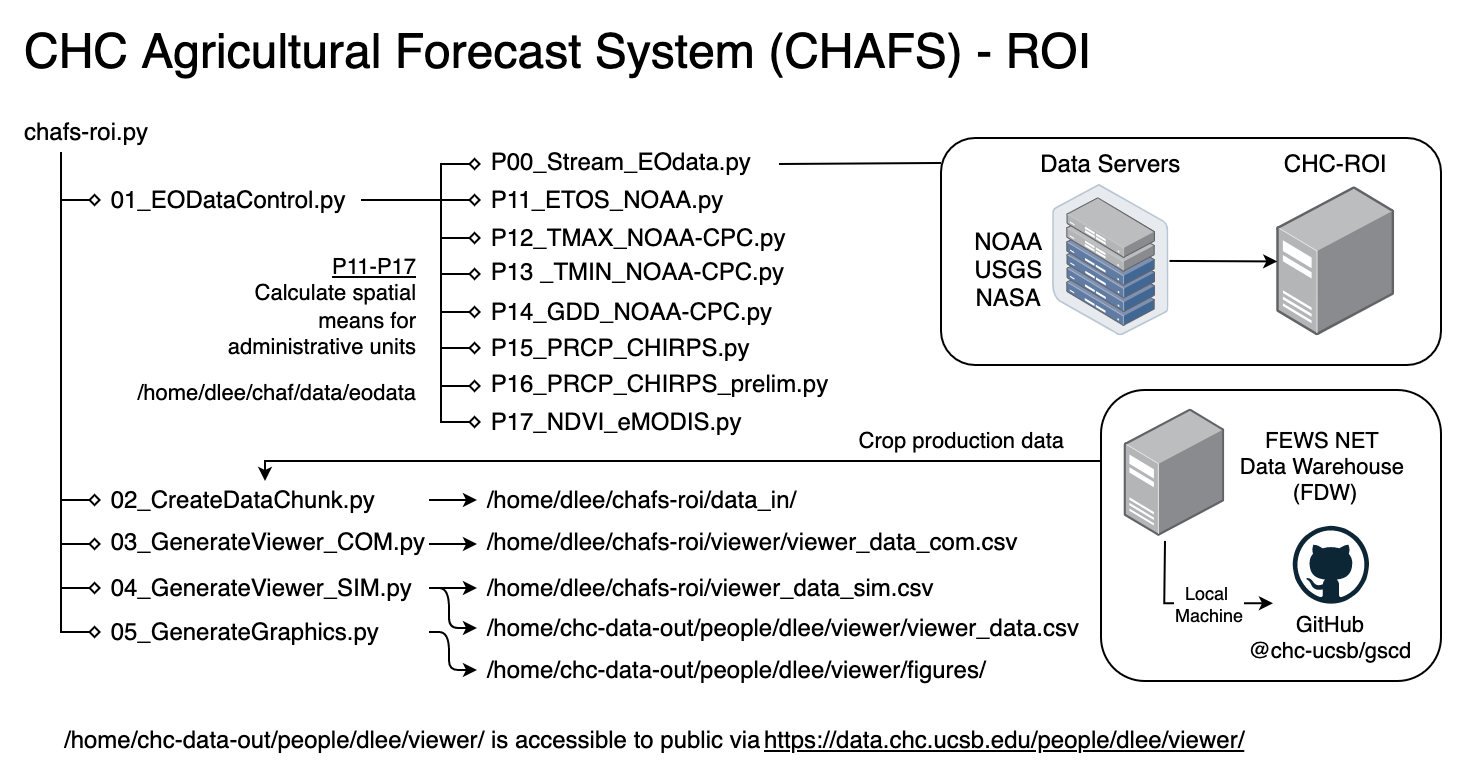 CHC Agricultural Forecast System (CHAFS) - ROI
chafs-roi.py
01_EODataControl.py
P11-P17
Calculate spatial
means for
administrative units
/home/dlee/chaf/data/eodata
P00_Stream_EOdata.py
P11_ETOS_NOAA.py
P12_TMAX_NOAA-CPC.py
P13 _TMIN_NOAA-CPC.py
P14_GDD_NOAA-CPC.py
P15_PRCP_CHIRPS.py
P16_PRCP_CHIRPS_prelim.py
P17_NDVI_eMODIS.py
Data Servers
NOAA
USGS
NASA
CHC-ROI
Crop production data
FEWS NET
Data Warehouse
(FDW)
Local
Machine
GitHub
@chc-ucsb/gscd
02_CreateDataChunk.py
/home/dlee/chafs-roi/data_in/
03_GenerateViewer_COM.py
/home/dlee/chafs-roi/viewer/viewer_data_com.csv
04_GenerateViewer_SIM.py
/home/dlee/chafs-roi/viewer_data_sim.csv
/home/chc-data-out/people/dlee/viewer/viewer_data.csv
05_GenerateGraphics.py
/home/chc-data-out/people/dlee/viewer/figures/
/home/chc-data-out/people/dlee/viewer/ is accessible to public via https://data.chc.ucsb.edu/people/dlee/viewer/